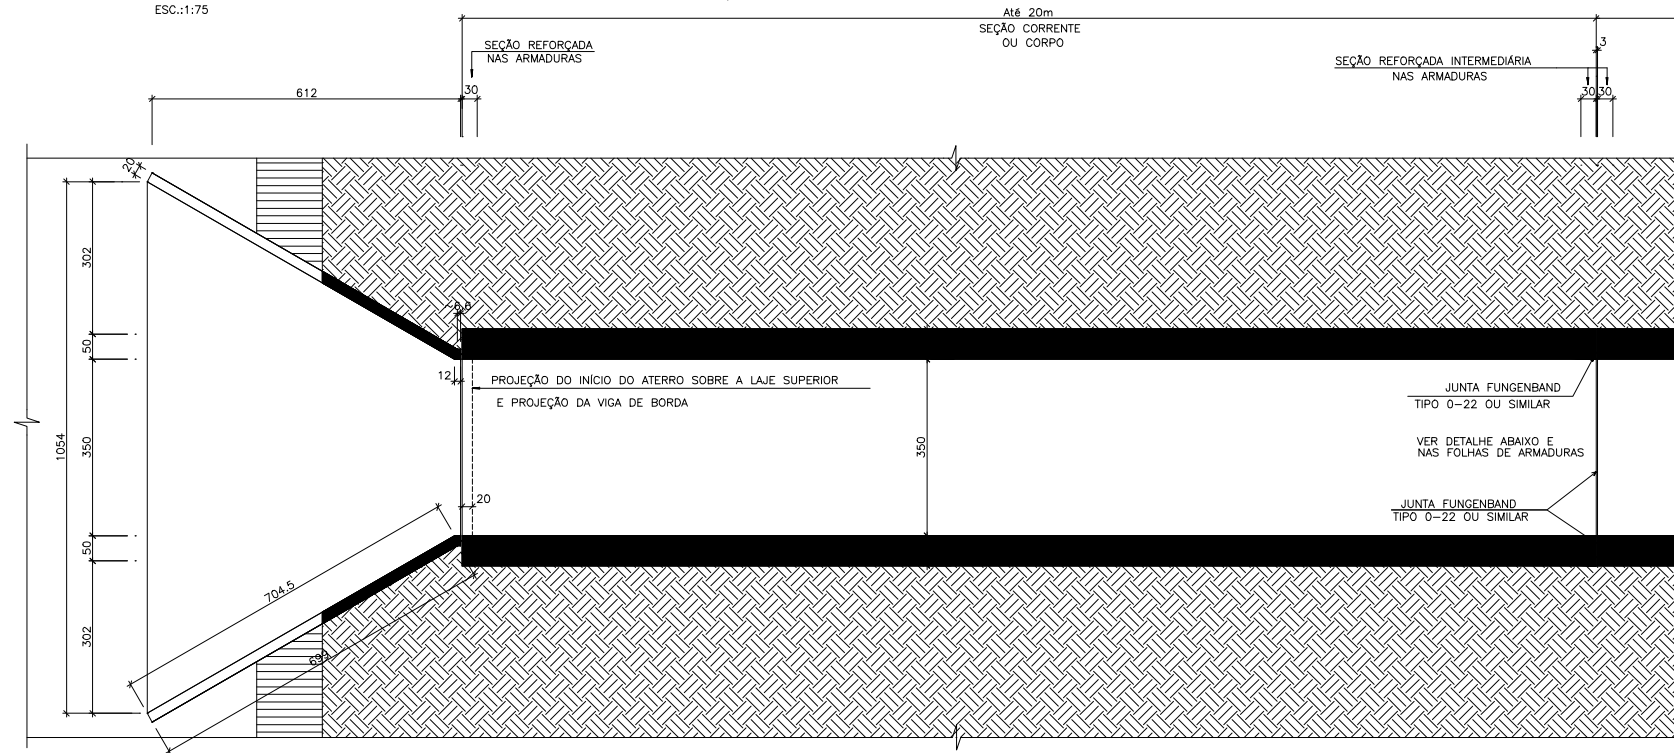 ESC.:1:75
Até 20m
SEÇÃO CORRENTE
OU CORPO
SEÇÃO REFORÇADA
NAS ARMADURAS
3
SEÇÃO REFORÇADA INTERMEDIÁRIA
NAS ARMADURAS
612
30
30
30
20
302
~6,6
50
12
PROJEÇÃO DO INÍCIO DO ATERRO SOBRE A LAJE SUPERIOR
E PROJEÇÃO DA VIGA DE BORDA
JUNTA FUNGENBAND
TIPO 0-22 OU SIMILAR
1054
350
350
VER DETALHE ABAIXO E
NAS FOLHAS DE ARMADURAS
20
JUNTA FUNGENBAND
TIPO 0-22 OU SIMILAR
50
704.5
302